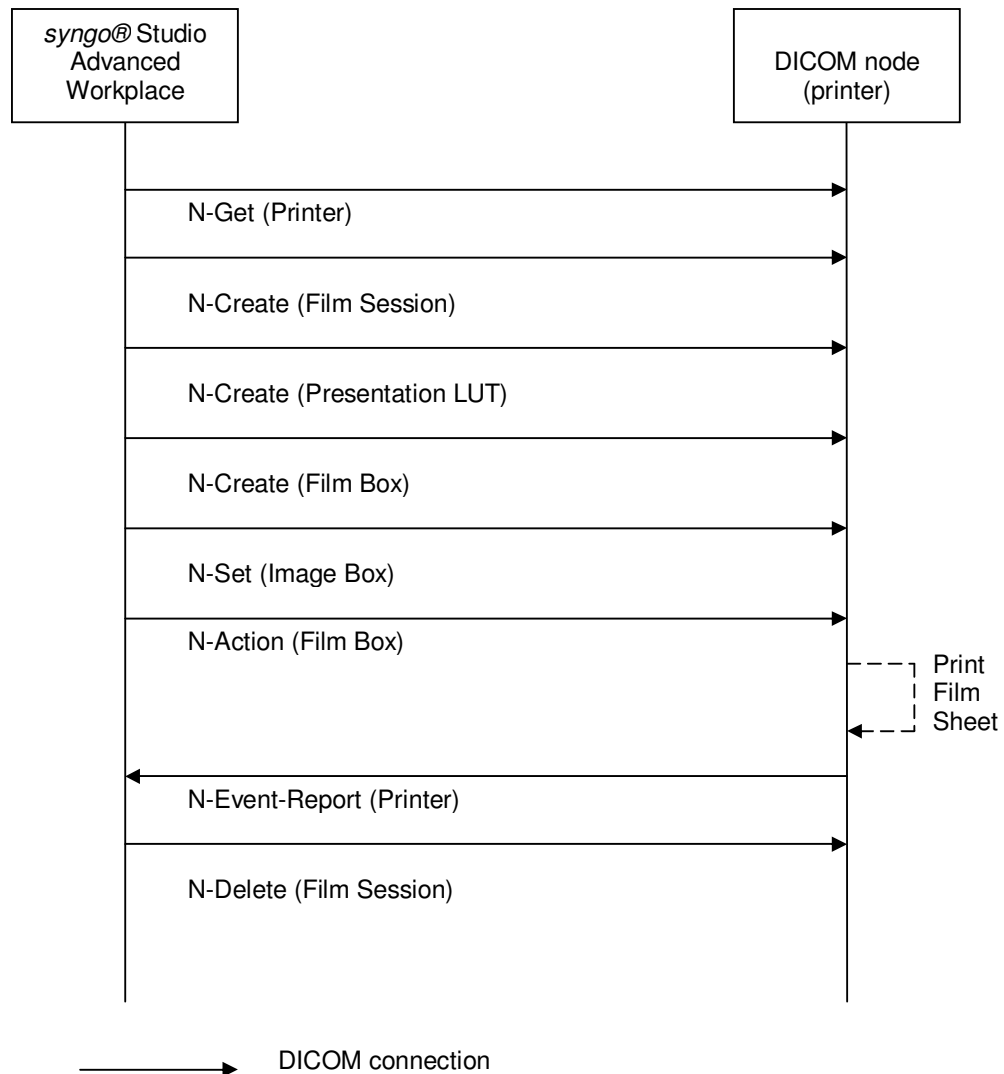 syngo® Studio
Advanced
Workplace
DICOM node
(printer)
N-Get (Printer)
N-Create (Film Session)
N-Create (Presentation LUT)
N-Create (Film Box)
N-Set (Image Box)
N-Action (Film Box)
Print
Film
Sheet
N-Event-Report (Printer)
N-Delete (Film Session)
DICOM connection